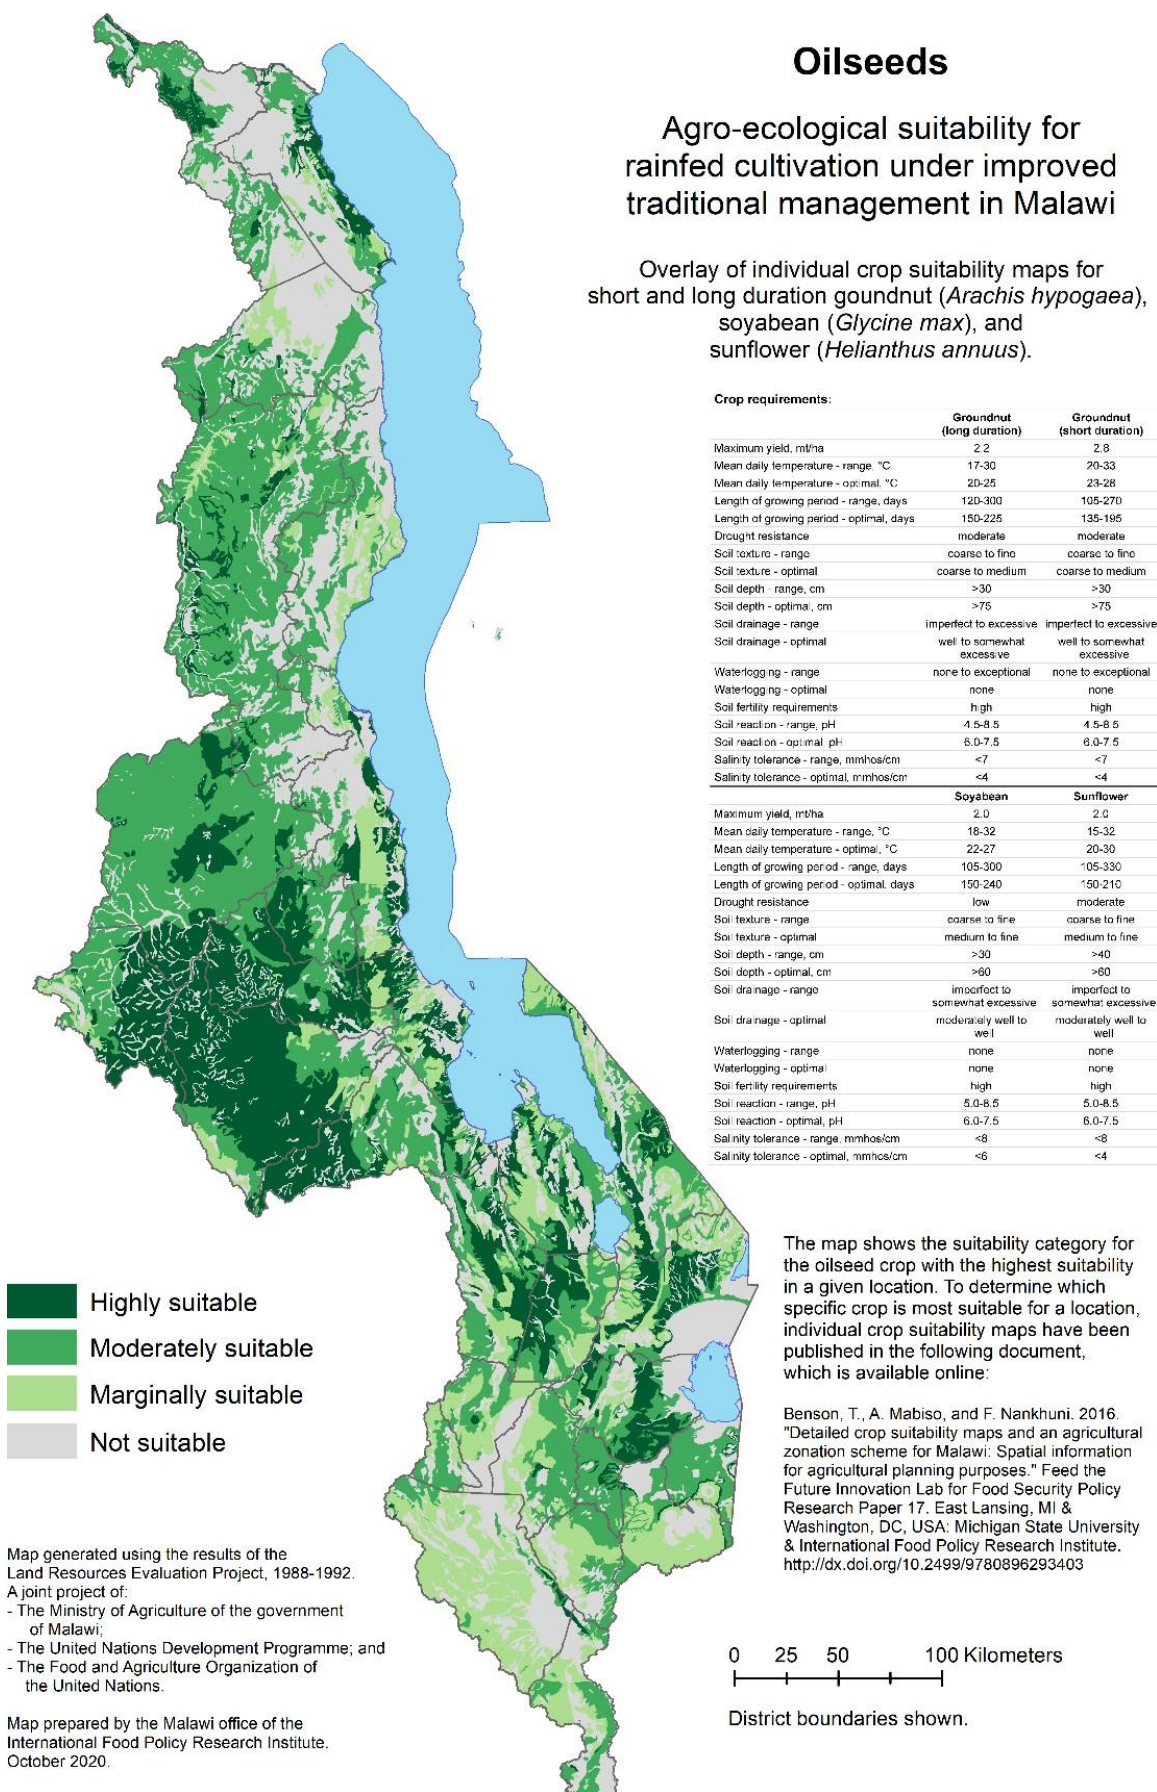 Oilseeds
Agro-ecological suitability for
rainfed cultivation under improved
traditional management in Malawi
Overlay of individual crop suitability maps for
short and long duration goundnut (Arachis hypogaea),
soyabean (Glycine max), and
sunflower (Helianthus annuus).
Crop requirements:
Groundnut (long duration) Groundnut (short duration)
Maximum yield, mt/ha 2.2 2.8
Mean daily temperature - range, °C 17-30 20-33
Mean daily temperature - optimal, °C 20-25 23-28
Length of growing period - range, days 120-300 105-270
Length of growing period - optimal, days 150-225 135-195
Drought resistance moderate moderate
Soil texture - range coarse to fine coarse to fine
Soil texture - optimal coarse to medium coarse to medium
Soil depth - range, cm >30 >30
Soil depth - optimal, cm >75 >75
Soil drainage - range imperfect to excessive imperfect to excessive
Soil drainage - optimal well to somewhat excessive well to somewhat excessive
Waterlogging - range none to exceptional none to exceptional
Waterlogging - optimal none none
Soil fertility requirements high high
Soil reaction - range, pH 4.5-8.5 4.5-8.5
Soil reaction - optimal, pH 6.0-7.5 6.0-7.5
Salinity tolerance - range, mmhos/cm <7 <7
Salinity tolerance - optimal, mmhos/cm <4 <4
Soyabean Sunflower
Maximum yield, mt/ha 2.0 2.0
Mean daily temperature - range, °C 18-32 15-32
Mean daily temperature - optimal, °C 22-27 20-30
Length of growing period - range, days 105-300 105-330
Length of growing period - optimal, days 150-240 150-210
Drought resistance low moderate
Soil texture - range coarse to fine coarse to fine
Soil texture - optimal medium to fine medium to fine
Soil depth - range, cm >30 >40
Soil depth - optimal, cm >60 >60
Soil drainage - range imperfect to somewhat excessive imperfect to somewhat excessive
Soil drainage - optimal moderately well to well moderately well to well
Waterlogging - range none none
Waterlogging - optimal none none
Soil fertility requirements high high
Soil reaction - range, pH 5.0-8.5 5.0-8.5
Soil reaction - optimal, pH 6.0-7.5 6.0-7.5
Salinity tolerance - range, mmhos/cm <8 <8
Salinity tolerance - optimal, mmhos/cm <6 <4
The map shows the suitability category for
the oilseed crop with the highest suitability
in a given location. To determine which
specific crop is most suitable for a location,
individual crop suitability maps have been
published in the following document,
which is available online:
Benson, T., A. Mabiso, and F. Nankhuni. 2016.
"Detailed crop suitability maps and an agricultural
zonation scheme for Malawi: Spatial information
for agricultural planning purposes." Feed the
Future Innovation Lab for Food Security Policy
Research Paper 17. East Lansing, MI &
Washington, DC, USA: Michigan State University
& International Food Policy Research Institute.
http://dx.doi.org/10.2499/9780896293403
Highly suitable
Moderately suitable
Marginally suitable
Not suitable
Map generated using the results of the
Land Resources Evaluation Project, 1988-1992.
A joint project of:
- The Ministry of Agriculture of the government
of Malawi;
- The United Nations Development Programme; and
- The Food and Agriculture Organization of
the United Nations.
Map prepared by the Malawi office of the
International Food Policy Research Institute.
October 2020.
0 25 50 100 Kilometers
District boundaries shown.